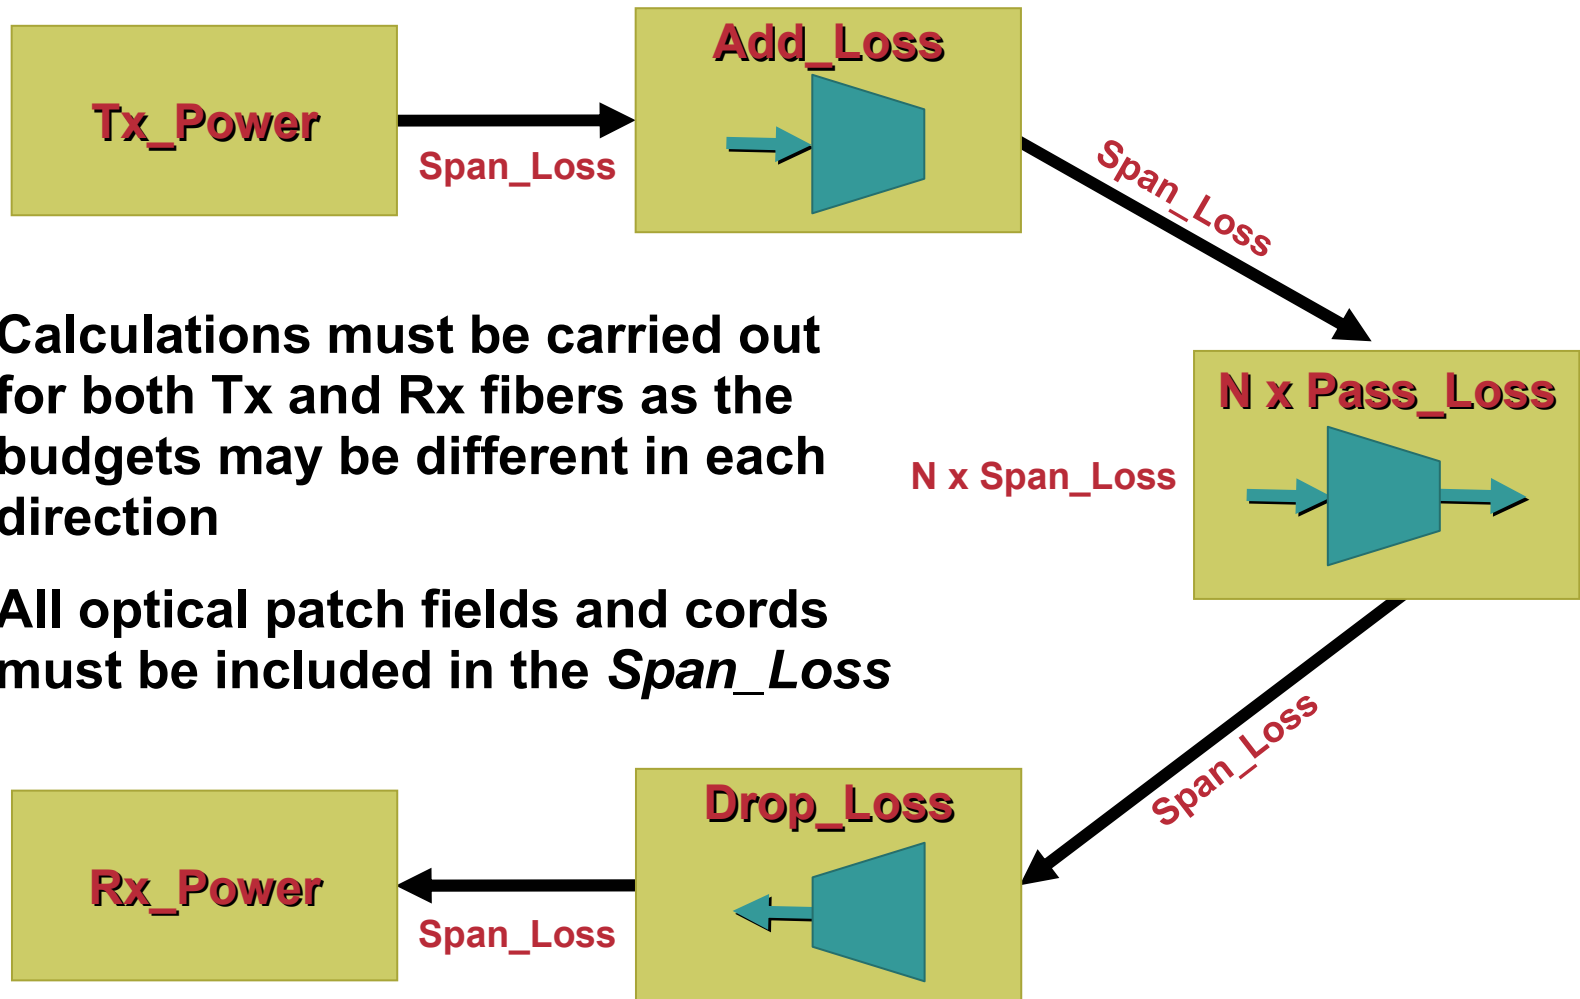 Tx_Power
Span_Loss
Add_Loss
Span_Loss
Calculations must be carried out
for both Tx and Rx fibers as the
budgets may be different in each
direction
N x Pass_Loss
N x Span_Loss
All optical patch fields and cords
must be included in the Span_Loss
Span_Loss
Drop_Loss
Span_Loss
Rx_Power